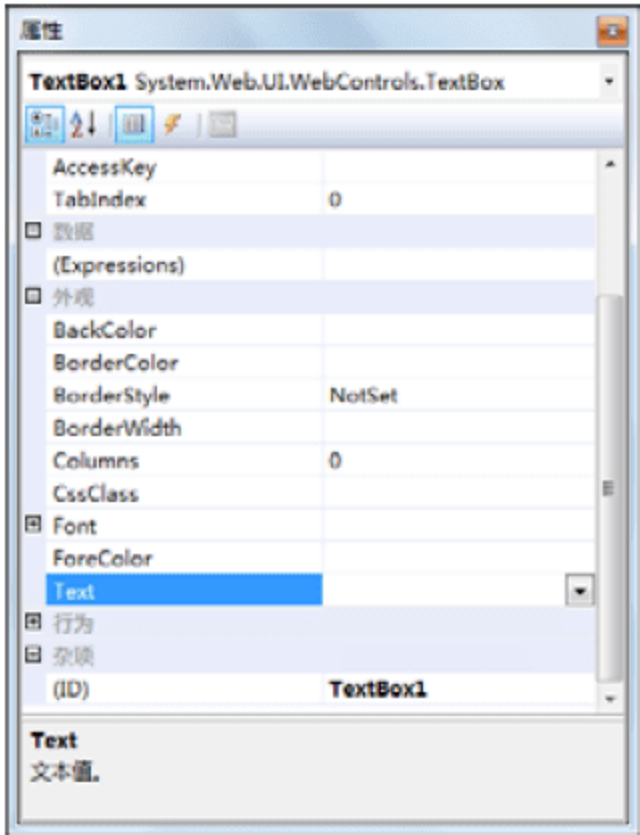 属性
TextBox1 System.Web.UI.WebControls.TextBox
AccessKey
TabIndex 0
数据
(Expressions)
外观
BackColor
BorderColor
BorderStyle NotSet
BorderWidth
Columns 0
CssClass
Font
ForeColor
Text
行为
杂项
(ID) TextBox1
Text
文本值。